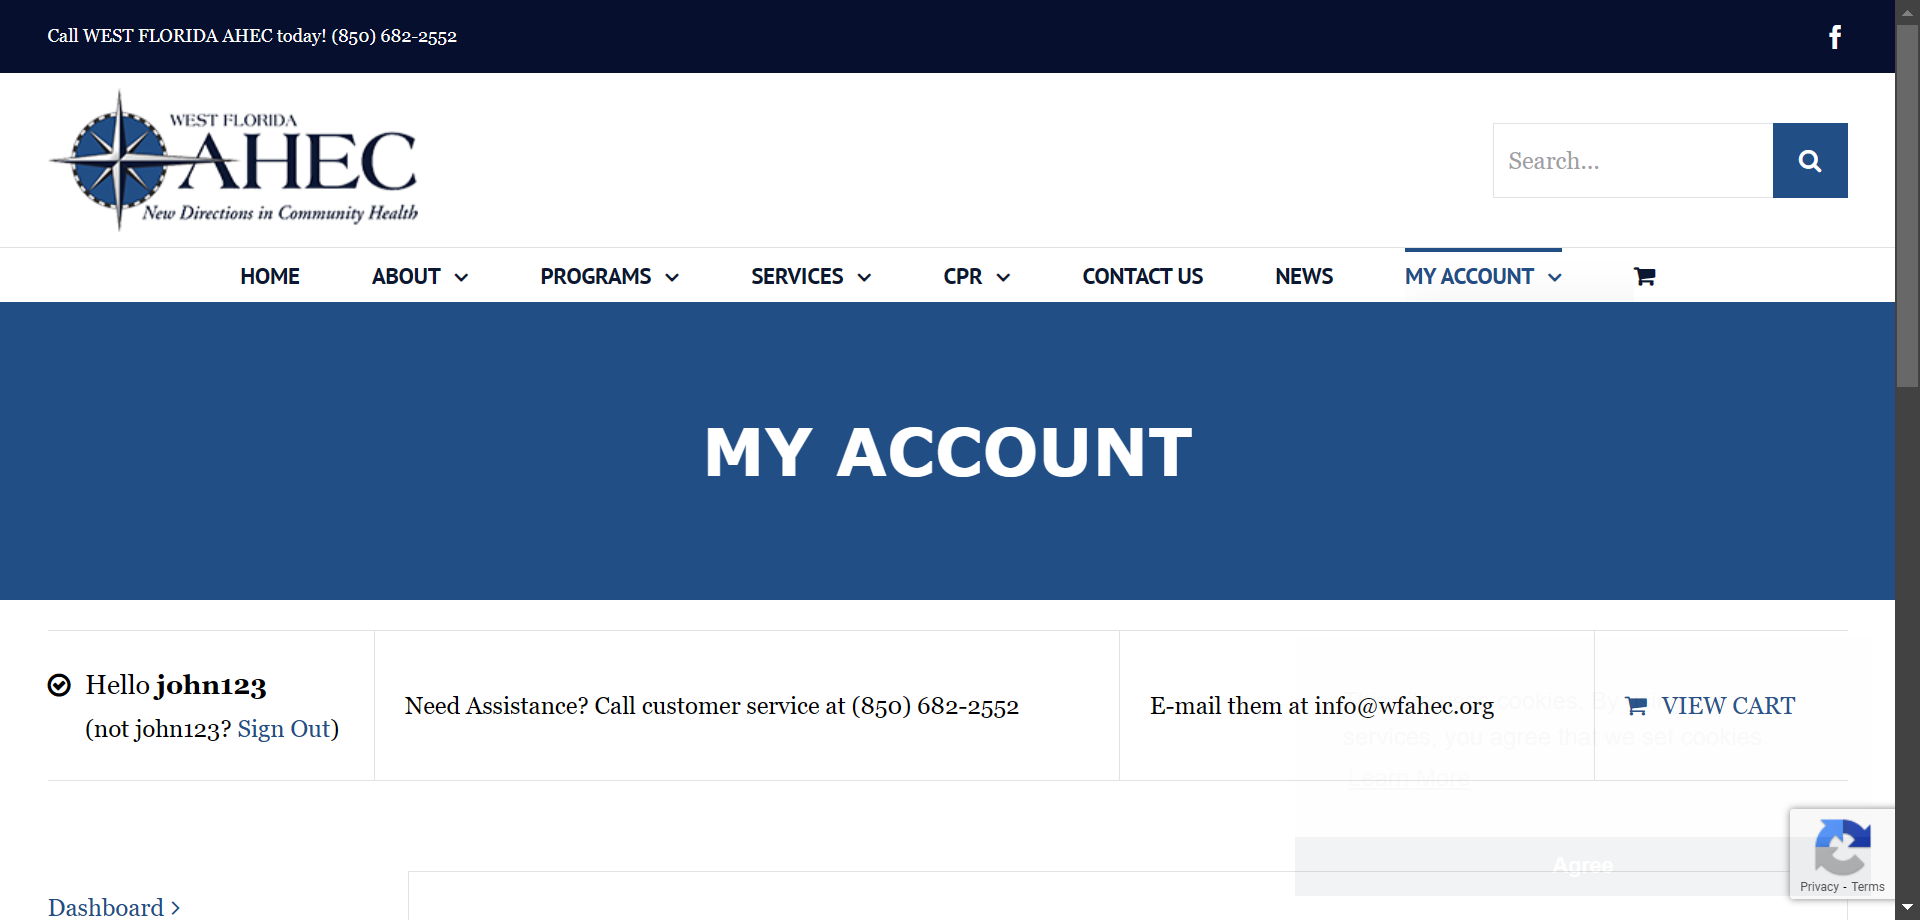 Call WEST FLORIDA AHEC today! (850) 682-2552
WEST FLORIDA
AHEC
New Directions in Community Health
Search...
HOME
ABOUT
PROGRAMS
SERVICES
CPR
CONTACT US
NEWS
MY ACCOUNT
MY ACCOUNT
Hello john123
(not john123? Sign Out)
Need Assistance? Call customer service at (850) 682-2552
E-mail them at info@wfahec.org
VIEW CART
cookies. By
services, you agree that we set cookies.
Learn More
Agree
Privacy - Terms
Dashboard